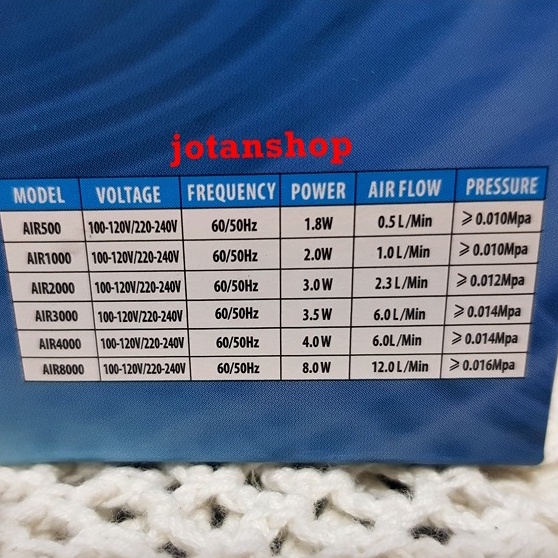 jotanshop
MODEL VOLTAGE FREQUENCY POWER AIR FLOW PRESSURE
AIR500 100-120V/220-240V 60/50Hz 1.8W 0.5 L/Min ⩾0.010Mpa
AIR1000 100-120V/220-240V 60/50Hz 2.0W 1.0 L/Min ⩾0.010Mpa
AIR2000 100-120V/220-240V 60/50Hz 3.0W 2.3 L/Min ⩾0.012Mpa
AIR3000 100-120V/220-240V 60/50Hz 3.5W 6.0 L/Min ⩾0.014Mpa
AIR4000 100-120V/220-240V 60/50Hz 4.0W 6.0L/Min ⩾0.014Mpa
AIR8000 100-120V/220-240V 60/50Hz 8.0W 12.0 L/Min ⩾0.016Mpa